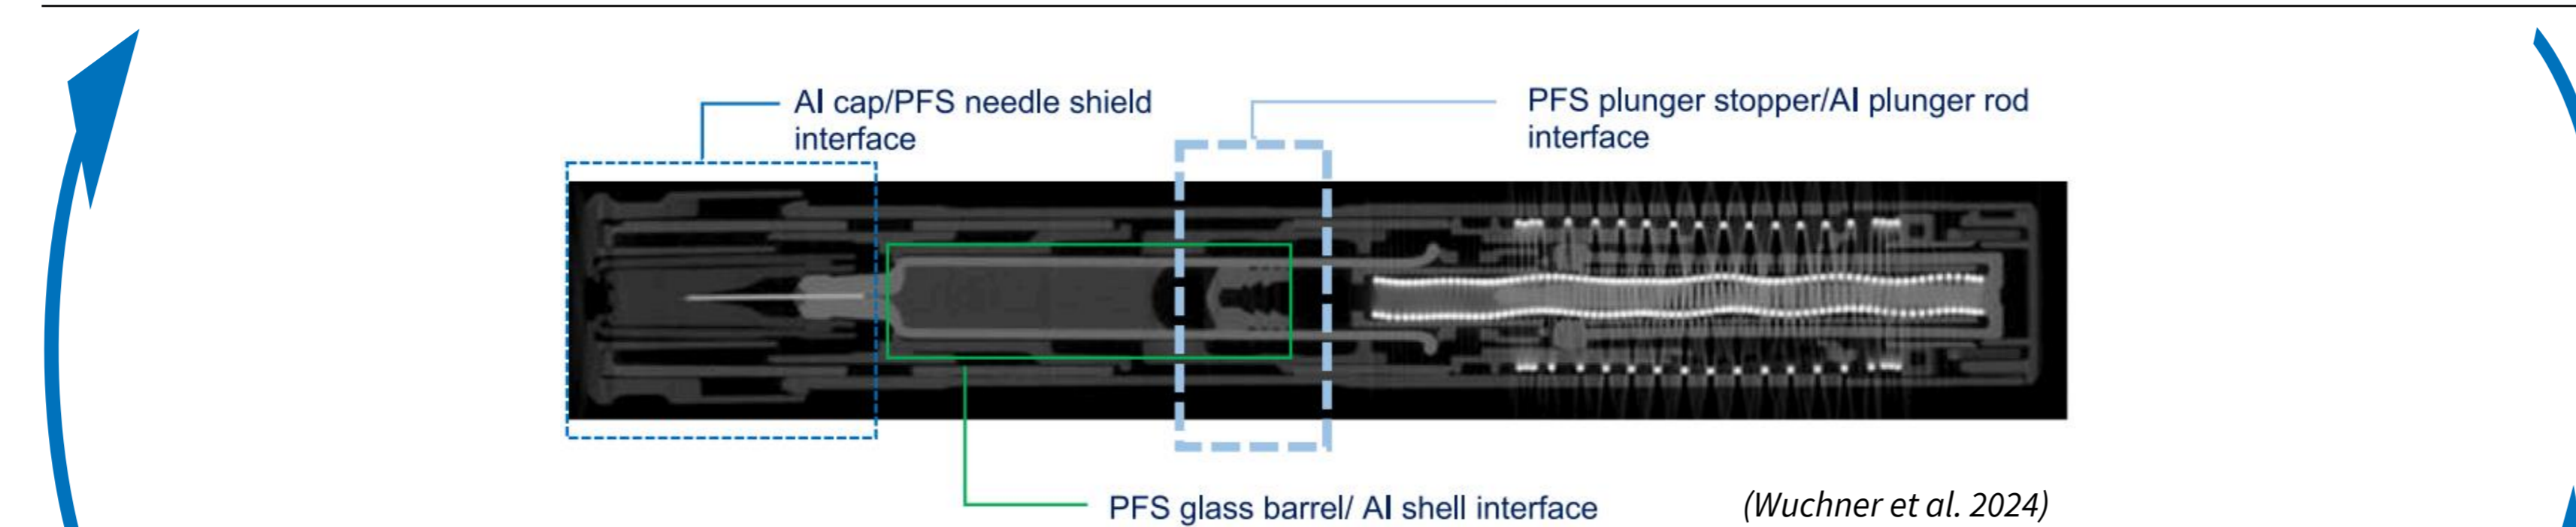 AI cap/PFS needle shield
interface
PFS plunger stopper/AI plunger rod
interface
PFS glass barrel/ AI shell interface
(Wuchner et al. 2024)